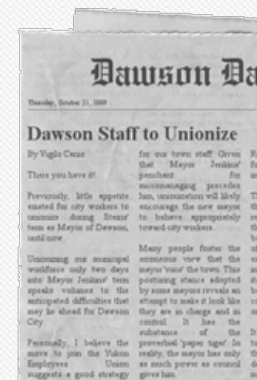 Dawson Da
Thursday, October 21, 2009
Dawson Staff to Unionize
By Virgilo Cenis
There you have it!
Previously, little appetite
existed for city workers to
unionize during Steins'
term as Mayor of Dawson,
until now.
Unionizing our municipal
workforce only two days
into Mayor Jenkins' term
speaks volumes to the
anticipated difficulties that
may lie ahead for Dawson
City.
Personally, I believe the
move to join the Yukon
Employees Union
suggests a good strategy
for our town staff. Given
that Mayor Jenkins'
penchant for
micromanaging precedes
him, unionization will likely
encourage the new mayor
to behave appropriately
toward city workers.
Many people foster the
erroneous view that the
mayor 'runs' the town. This
posturing stance adopted
by some mayors reveals an
attempt to make it look like
they are in charge and in
control. It has the
substance of the
proverbial 'paper tiger'. In
reality, the mayor has only
as much power as council
gives him.